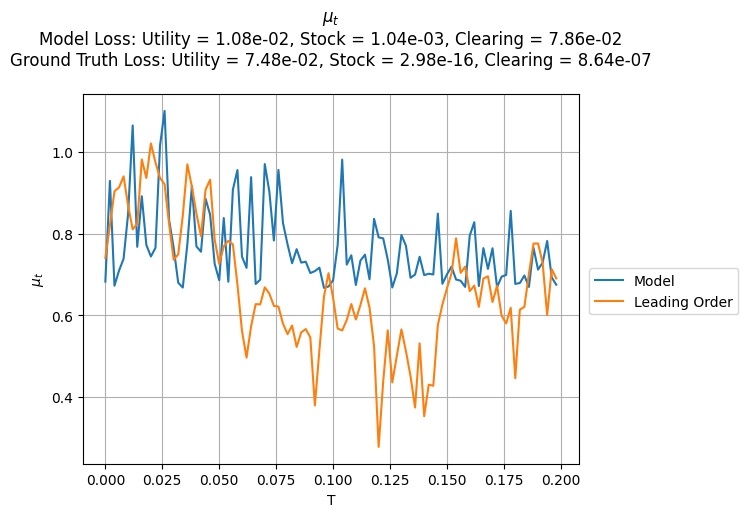 μₜ
Model Loss: Utility = 1.08e-02, Stock = 1.04e-03, Clearing = 7.86e-02
Ground Truth Loss: Utility = 7.48e-02, Stock = 2.98e-16, Clearing = 8.64e-07
1.0
0.8
0.6
0.4
μₜ
Model
Leading Order
0.000 0.025 0.050 0.075 0.100 0.125 0.150 0.175 0.200
T